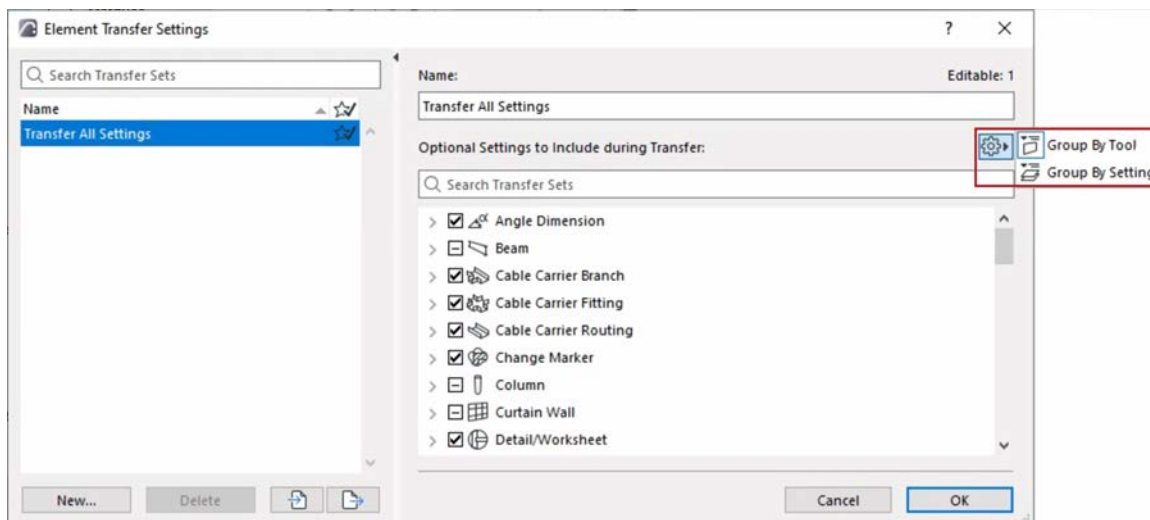 Element Transfer Settings
?
Search Transfer Sets
Name
Transfer All Settings
New...
Delete
Name:
Editable: 1
Transfer All Settings
Optional Settings to Include during Transfer:
Group By Tool
Group By Setting
Search Transfer Sets
Angle Dimension
Beam
Cable Carrier Branch
Cable Carrier Fitting
Cable Carrier Routing
Change Marker
Column
Curtain Wall
Detail/Worksheet
Cancel
OK